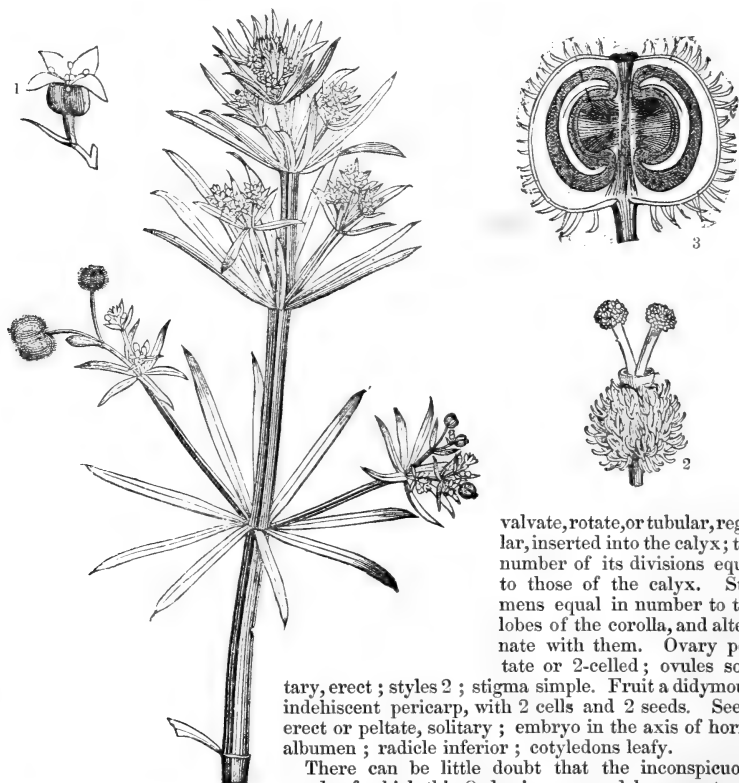 1
3
2
valvate, rotate, or tubular, reg
lar, inserted into the calyx; t
number of its divisions equ
to those of the calyx. St
mens equal in number to t
lobes of the corolla, and alte
nate with them. Ovary pe
tate or 2-celled; ovules so
tary, erect; styles 2; stigma simple. Fruit a didymou
indehiscent pericarp, with 2 cells and 2 seeds. See
erect or peltate, solitary; embryo in the axis of horn
albumen; radicle inferior; cotyledons leafy.
There can be little doubt that the inconspicuo